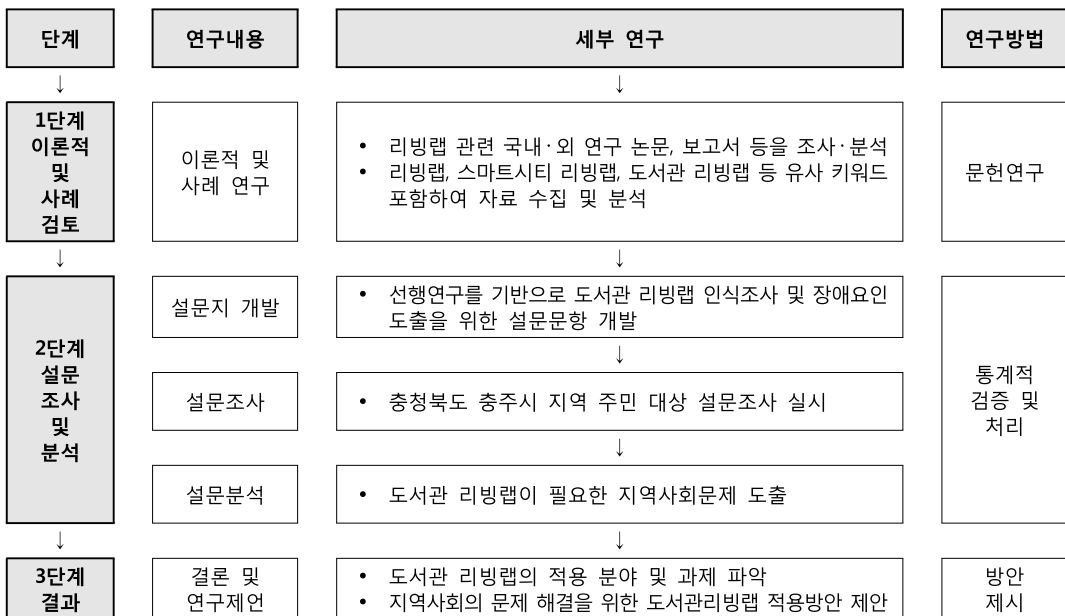 단계
연구내용
세부 연구
연구방법
↓
↓
1단계
이론적
및
사례
검토
이론적 및
사례 연구
• 리빙랩 관련 국내·외 연구 논문, 보고서 등을 조사·분석
• 리빙랩, 스마트시티 리빙랩, 도서관 리빙랩 등 유사 키워드
포함하여 자료 수집 및 분석
문헌연구
↓
↓
2단계
설문
조사
및
분석
설문지 개발
• 선행연구를 기반으로 도서관 리빙랩 인식조사 및 장애요인
도출을 위한 설문문항 개발
↓
설문조사
• 충청북도 충주시 지역 주민 대상 설문조사 실시
↓
설문분석
• 도서관 리빙랩이 필요한 지역사회문제 도출
통계적
검증 및
처리
↓
↓
3단계
결과
결론 및
연구제언
• 도서관 리빙랩의 적용 분야 및 과제 파악
• 지역사회의 문제 해결을 위한 도서관리빙랩 적용방안 제안
방안
제시